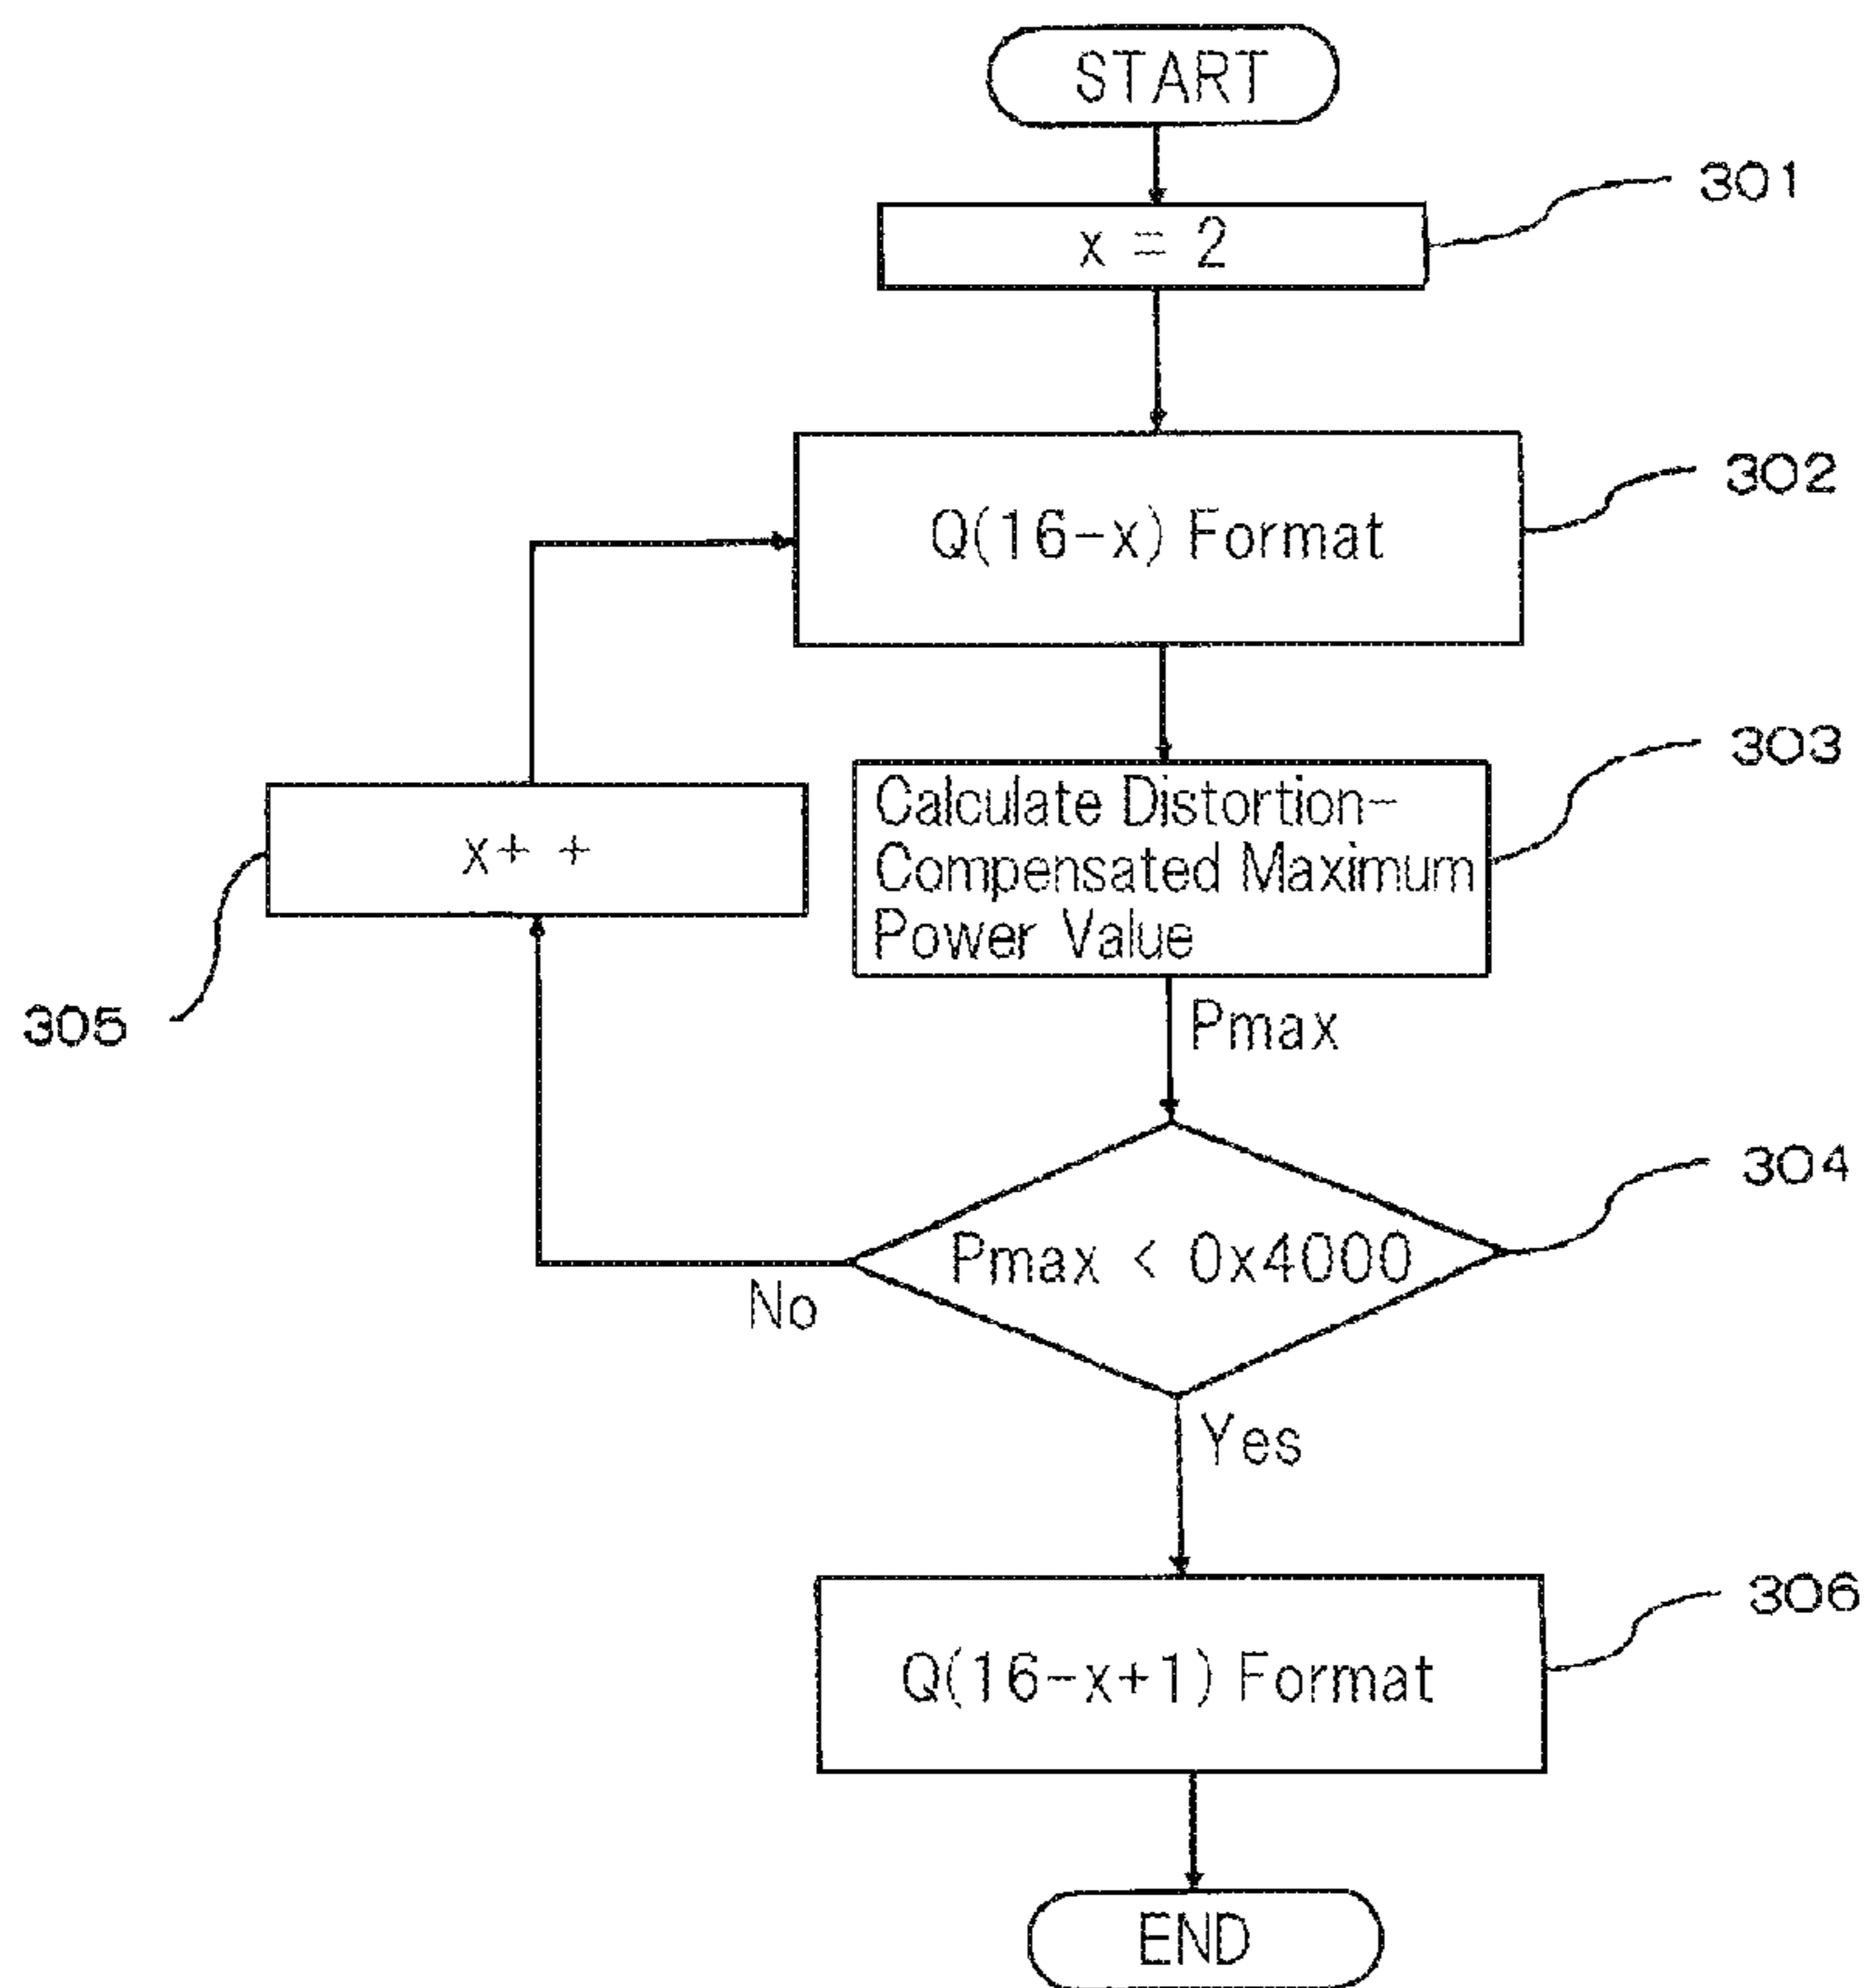 START
301
x = 2
302
Q(16-x) Format
303
Calculate Distortion-
Compensated Maximum
Power Value
305
x+ +
Pmax
304
Pmax < 0x4000
No
Yes
306
Q(16-x+1) Format
END